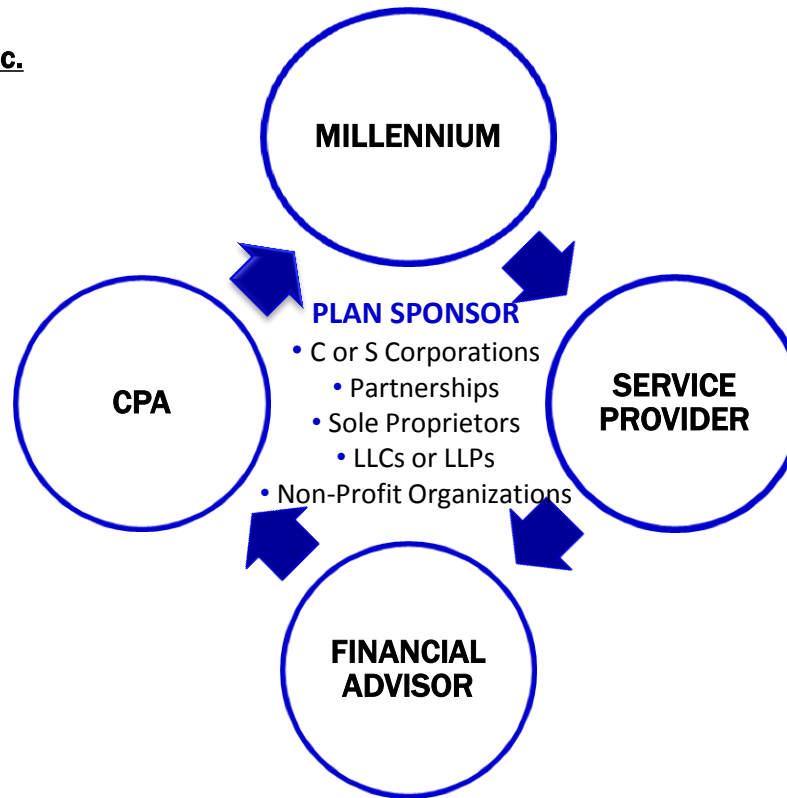 c.
MILLENNIUM
PLAN SPONSOR
• C or S Corporations
• Partnerships
• Sole Proprietors
• LLCs or LLPs
• Non-Profit Organizations
CPA
SERVICE
PROVIDER
FINANCIAL
ADVISOR